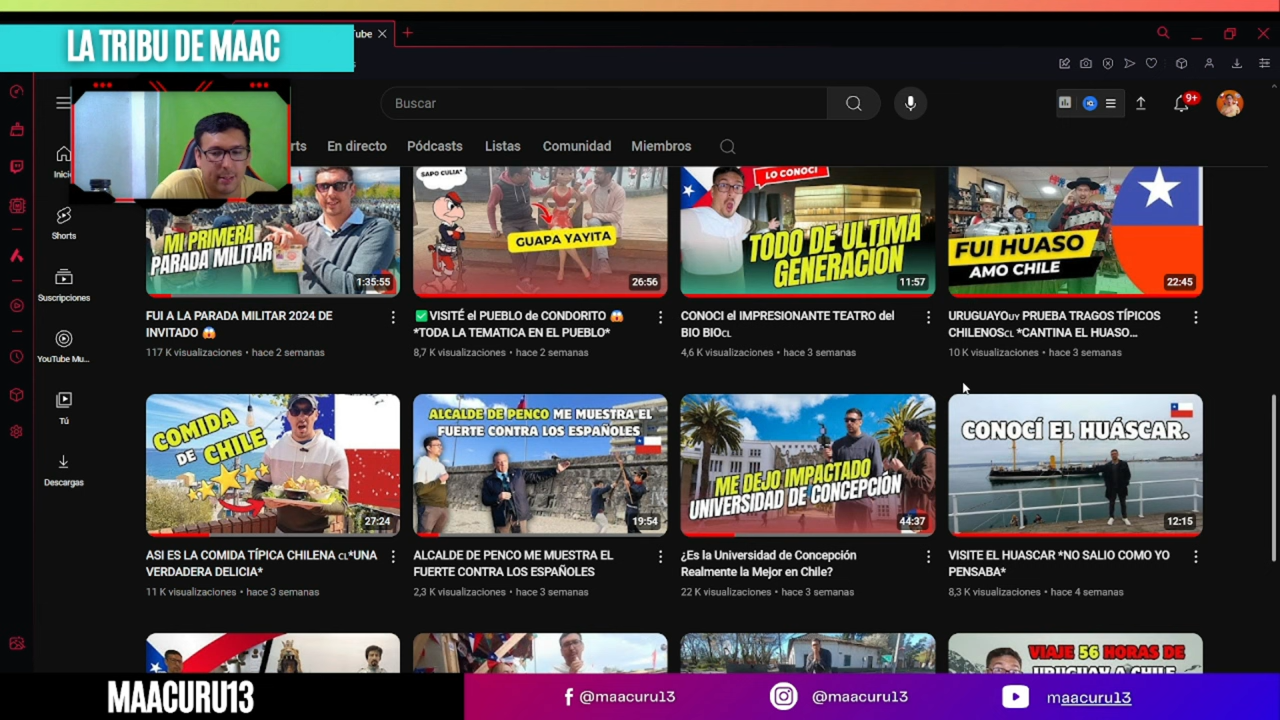 LA TRIBU DE MAAC
ube
Buscar
9+
rts
En directo
Pódcasts
Listas
Comunidad
Miembros
Inicio
Shorts
Suscripciones
YouTube Mu...
Tú
Descargas
MI PRIMERA
PARADA MILITAR
1:35:55
SAPO CULIA*
GUAPA YAYITA
26:56
LO CONOCI
TODO DE ULTIMA
GENERACION
11:57
FUI HUASO
AMO CHILE
22:45
FUI A LA PARADA MILITAR 2024 DE
INVITADO 😱
117 K visualizaciones • hace 2 semanas
✅VISITÉ el PUEBLO de CONDORITO 😱
*TODA LA TEMATICA EN EL PUEBLO*
8,7 K visualizaciones • hace 2 semanas
CONOCI el IMPRESIONANTE TEATRO del
BIO BIOCL
4,6 K visualizaciones • hace 3 semanas
URUGUAYOUY PRUEBA TRAGOS TÍPICOS
CHILENOSCL *CANTINA EL HUASO...
10 K visualizaciones • hace 3 semanas
COMIDA
DE CHILE
27:24
ALCALDE DE PENCO ME MUESTRA EL
FUERTE CONTRA LOS ESPAÑOLES
19:54
ME DEJO IMPACTADO
UNIVERSIDAD DE CONCEPCIÓN
44:37
CONOCÍ EL HUÁSCAR.
12:15
ASI ES LA COMIDA TÍPICA CHILENA CL*UNA
VERDADERA DELICIA*
11 K visualizaciones • hace 3 semanas
ALCALDE DE PENCO ME MUESTRA EL
FUERTE CONTRA LOS ESPAÑOLES
2,3 K visualizaciones • hace 3 semanas
¿Es la Universidad de Concepción
Realmente la Mejor en Chile?
22 K visualizaciones • hace 3 semanas
VISITE EL HUASCAR *NO SALIO COMO YO
PENSABA*
8,3 K visualizaciones • hace 4 semanas
VIAJE 56 HORAS DE
URUGUAY A CHILE
MAACURU13
@maacuru13
@maacuru13
maacuru13